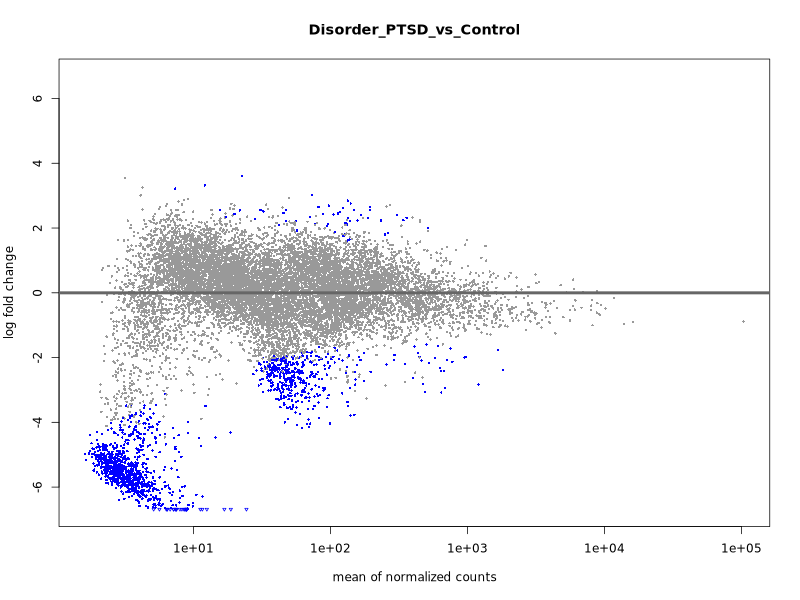 Disorder_PTSD_vs_Control
log fold change
6
4
2
0
-2
-4
-6
1e+01 1e+02 1e+03 1e+04 1e+05
mean of normalized counts